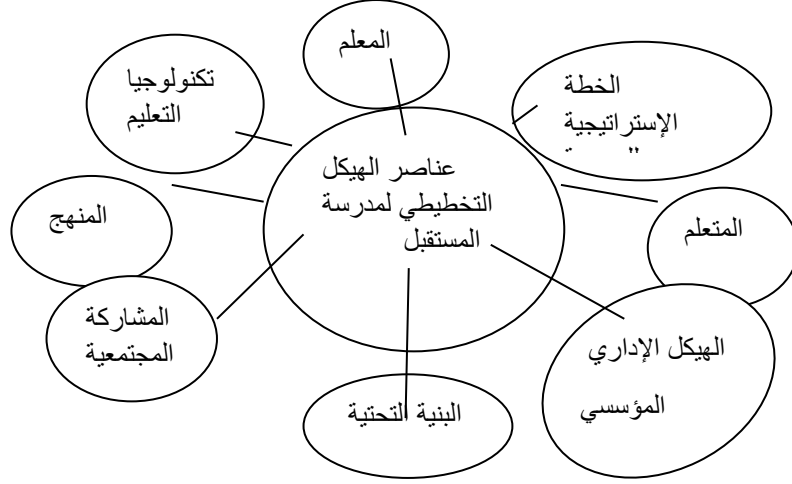 المعلم
الخطة
الإستراتيجية
تكنولوجيا
التعليم
عناصر الهيكل
التخطيطي لمدرسة
المستقبل
المتعلم
المنهج
المشاركة
المجتمعية
الهيكل الإداري
المؤسسي
البنية التحتية